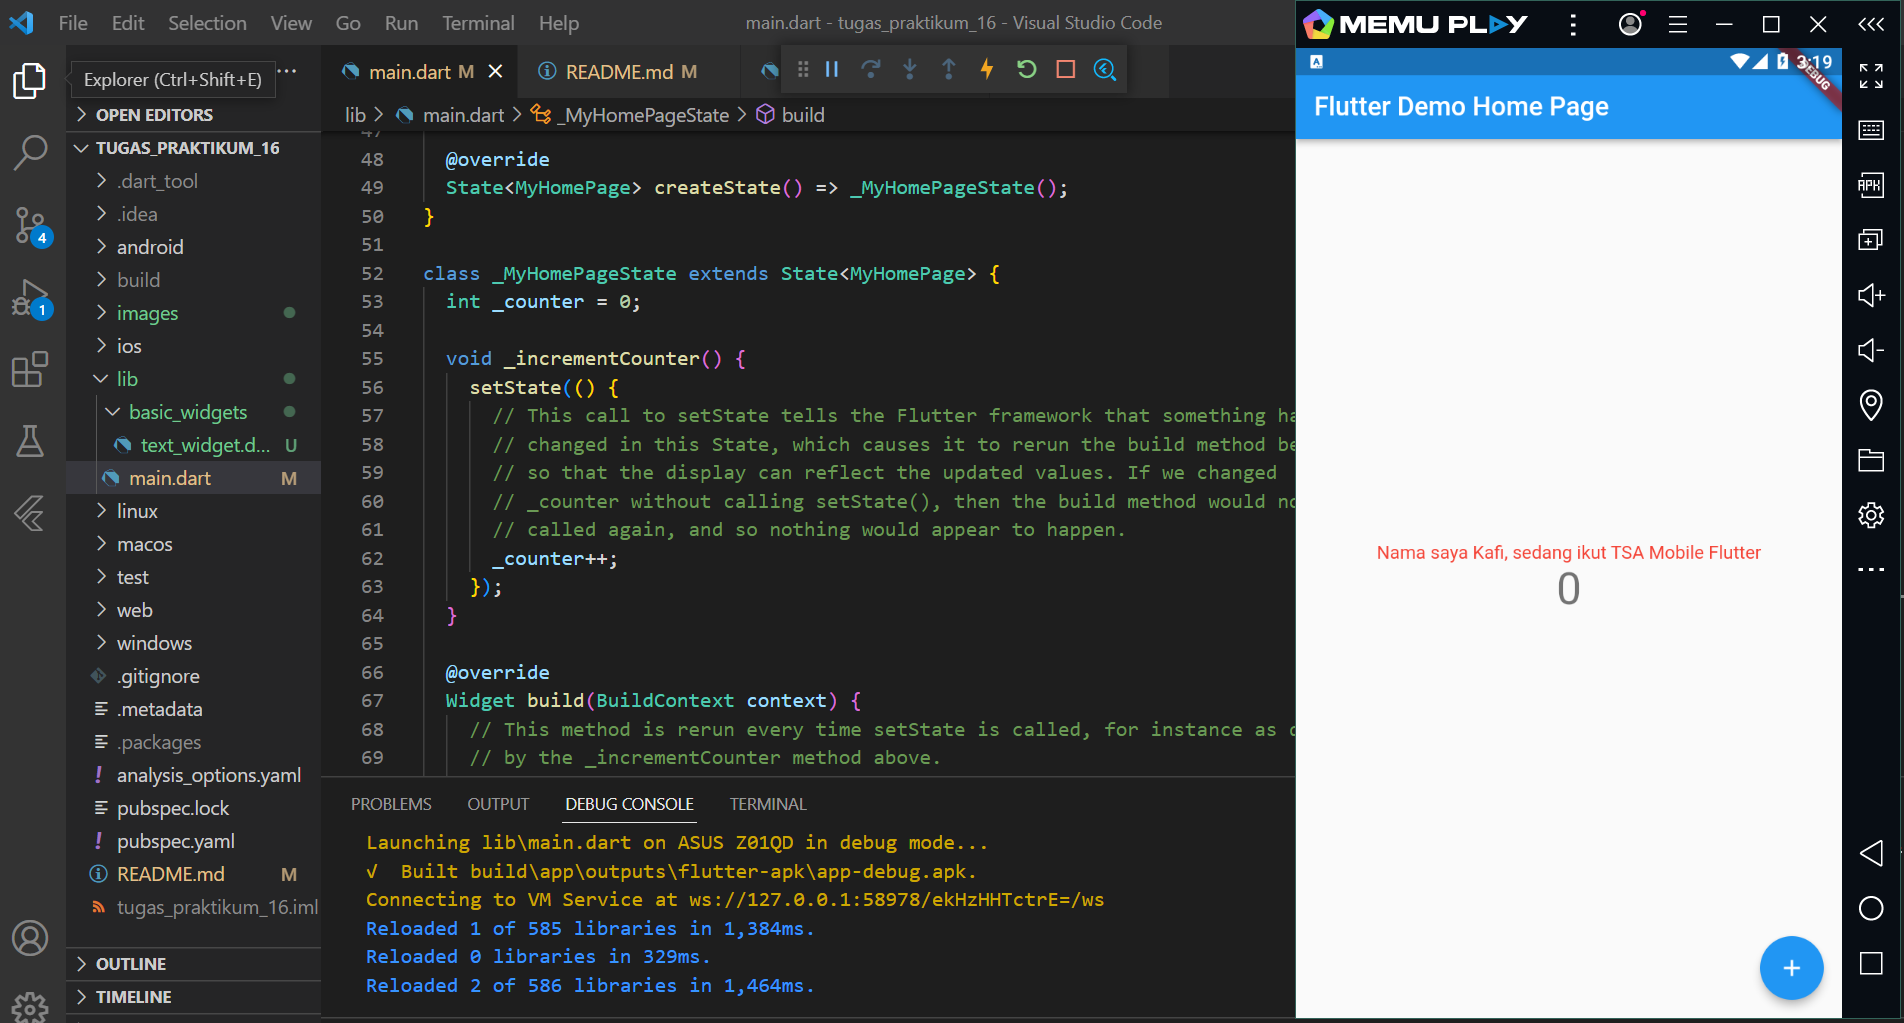 File Edit Selection View Go Run Terminal Help
main.dart - tugas_praktikum_16 - Visual Studio Code
Explorer (Ctrl+Shift+E)
OPEN EDITORS
TUGAS_PRAKTIKUM_16
.dart_tool
.idea
android
build
images
ios
lib
basic_widgets
text_widget.d... U
main.dart M
linux
macos
test
web
windows
.gitignore
.metadata
.packages
analysis_options.yaml
pubspec.lock
pubspec.yaml
README.md M
tugas_praktikum_16.iml
OUTLINE
TIMELINE
4
1
main.dart M
README.md M
lib > main.dart > _MyHomePageState > build
47
48 @override
49 State<MyHomePage> createState() => _MyHomePageState();
50 }
51
52 class _MyHomePageState extends State<MyHomePage> {
53 int _counter = 0;
54
55 void _incrementCounter() {
56 setState(() {
57 // This call to setState tells the Flutter framework that something ha
58 // changed in this State, which causes it to rerun the build method be
59 // so that the display can reflect the updated values. If we changed
60 // _counter without calling setState(), then the build method would no
61 // called again, and so nothing would appear to happen.
62 _counter++;
63 });
64 }
65
66 @override
67 Widget build(BuildContext context) {
68 // This method is rerun every time setState is called, for instance as
69 // by the _incrementCounter method above.
PROBLEMS OUTPUT DEBUG CONSOLE TERMINAL
Launching lib\main.dart on ASUS Z01QD in debug mode...
√ Built build\app\outputs\flutter-apk\app-debug.apk.
Connecting to VM Service at ws://127.0.0.1:58978/ekHzHHTctrE=/ws
Reloaded 1 of 585 libraries in 1,384ms.
Reloaded 0 libraries in 329ms.
Reloaded 2 of 586 libraries in 1,464ms.
MEMU PLAY
A
3:19
DEBUG
Flutter Demo Home Page
Nama saya Kafi, sedang ikut TSA Mobile Flutter
0
+
APK